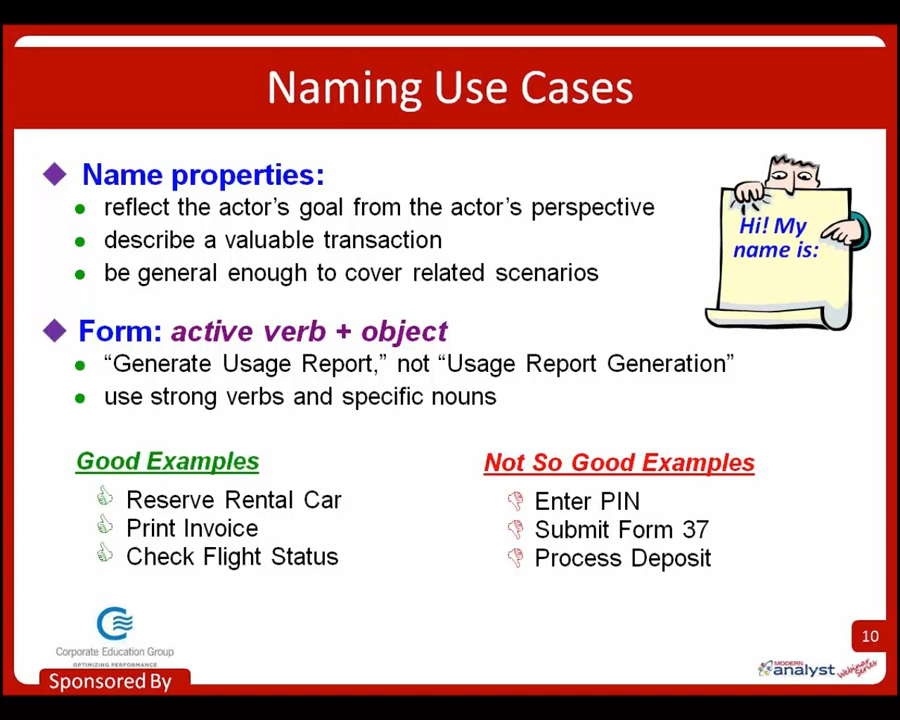 Naming Use Cases
Name properties:
reflect the actor's goal from the actor's perspective
describe a valuable transaction
be general enough to cover related scenarios
Hi! My
name is:
Form: active verb + object
“Generate Usage Report,” not “Usage Report Generation”
use strong verbs and specific nouns
Good Examples
Reserve Rental Car
Print Invoice
Check Flight Status
Not So Good Examples
Enter PIN
Submit Form 37
Process Deposit
Corporate Education Group
OPTIMIZING PERFORMANCE
Sponsored By
10
MODERN
analyst
Webinar
Series